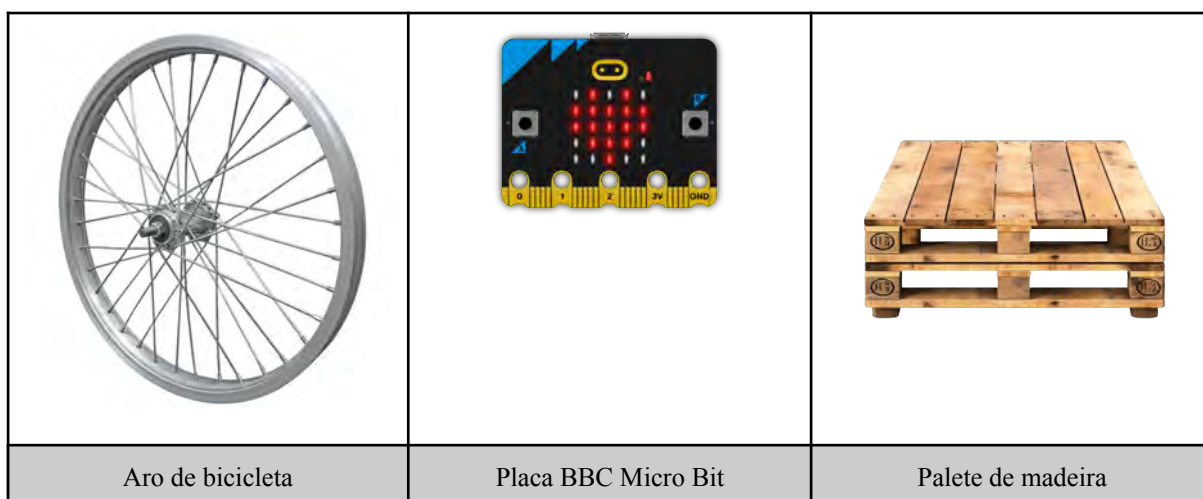 A
B
0
1
2
3V
GND
Aro de bicicleta
Placa BBC Micro Bit
Palete de madeira